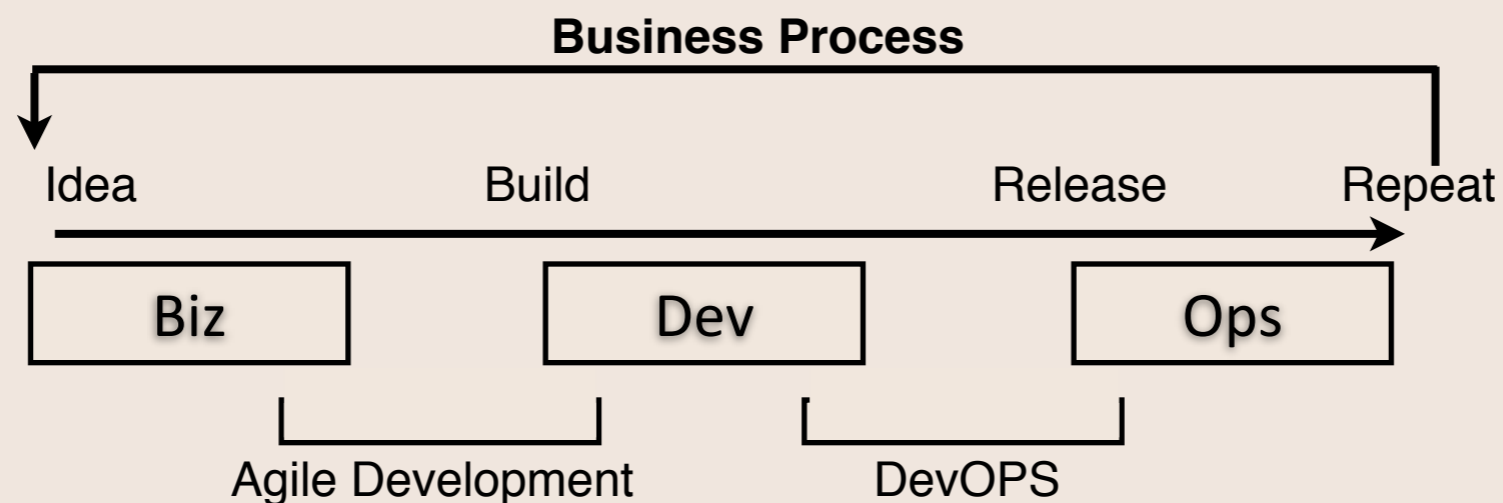 Business Process
Idea Build Release Repeat
Biz Dev Ops
Agile Development DevOPS